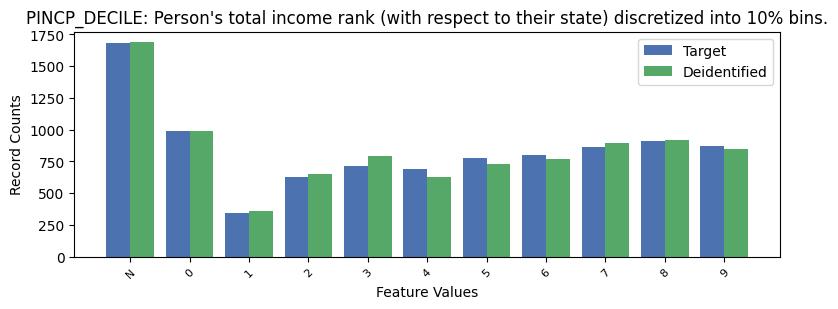 PINCP_DECILE: Person's total income rank (with respect to their state) discretized into 10% bins.
Target
Deidentified
Record Counts
1750
1500
1250
1000
750
500
250
0
N 0 1 2 3 4 5 6 7 8 9
Feature Values